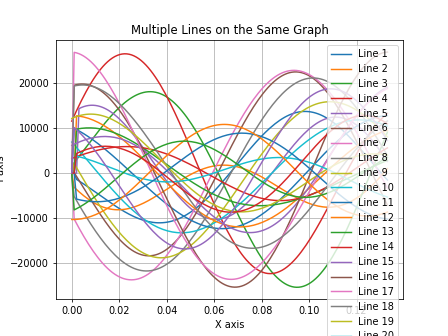 Multiple Lines on the Same Graph
20000
10000
0
−10000
−20000
0.00
0.02
0.04
0.06
0.08
0.10
X axis
Line 1
Line 2
Line 3
Line 4
Line 5
Line 6
Line 7
Line 8
Line 9
Line 10
Line 11
Line 12
Line 13
Line 14
Line 15
Line 16
Line 17
Line 18
Line 19
Line 20